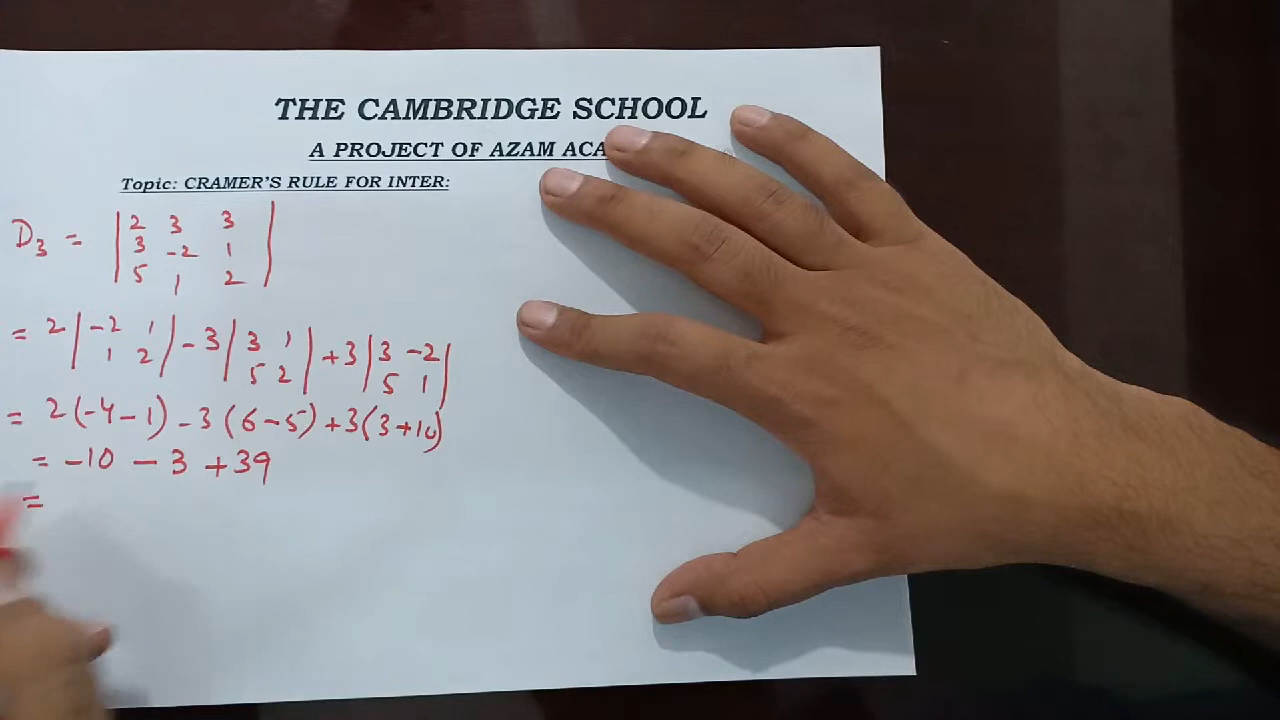 THE CAMBRIDGE SCHOOL
A PROJECT OF AZAM ACA
Topic: CRAMER'S RULE FOR INTER:
D₃ = | 2 3 3 |
| 3 -2 1 |
| 5 1 2 |
= 2 | -2 1 | - 3 | 3 1 | + 3 | 3 -2 |
| 1 2 | | 5 2 | | 5 1 |
= 2(-4-1) - 3(6-5) + 3(3+10)
= -10 - 3 + 39
=